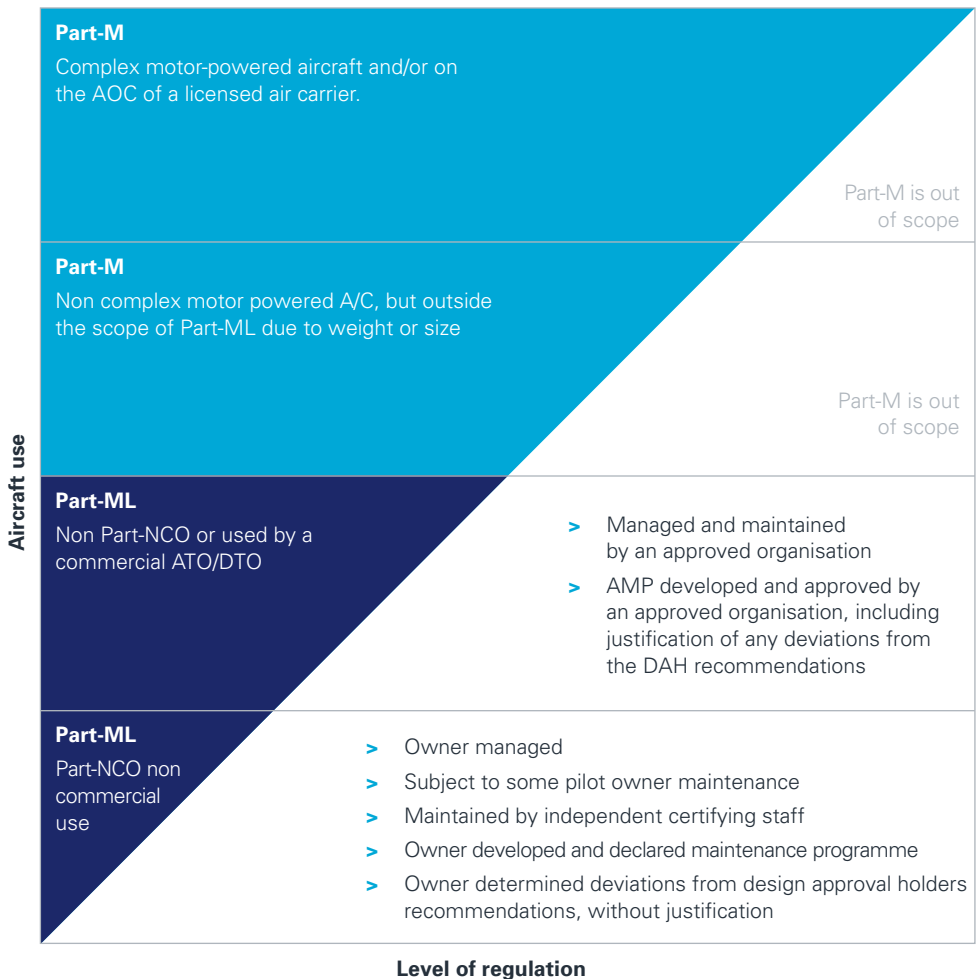 Part-M
Complex motor-powered aircraft and/or on
the AOC of a licensed air carrier.
Part-M is out
of scope
Part-M
Non complex motor powered A/C, but outside
the scope of Part-ML due to weight or size
Part-M is out
of scope
Aircraft use
Part-ML
Non Part-NCO or used by a
commercial ATO/DTO
> Managed and maintained
by an approved organisation
> AMP developed and approved by
an approved organisation, including
justification of any deviations from
the DAH recommendations
Part-ML
Part-NCO non
commercial
use
> Owner managed
> Subject to some pilot owner maintenance
> Maintained by independent certifying staff
> Owner developed and declared maintenance programme
> Owner determined deviations from design approval holders
recommendations, without justification
Level of regulation